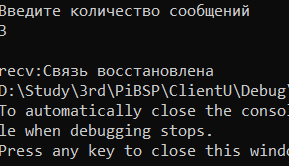 Введите количество сообщений
3
recv:Связь восстановлена
D:\Study\3rd\PiBSP\ClientU\Debug\
To automatically close the consol
le when debugging stops.
Press any key to close this windo